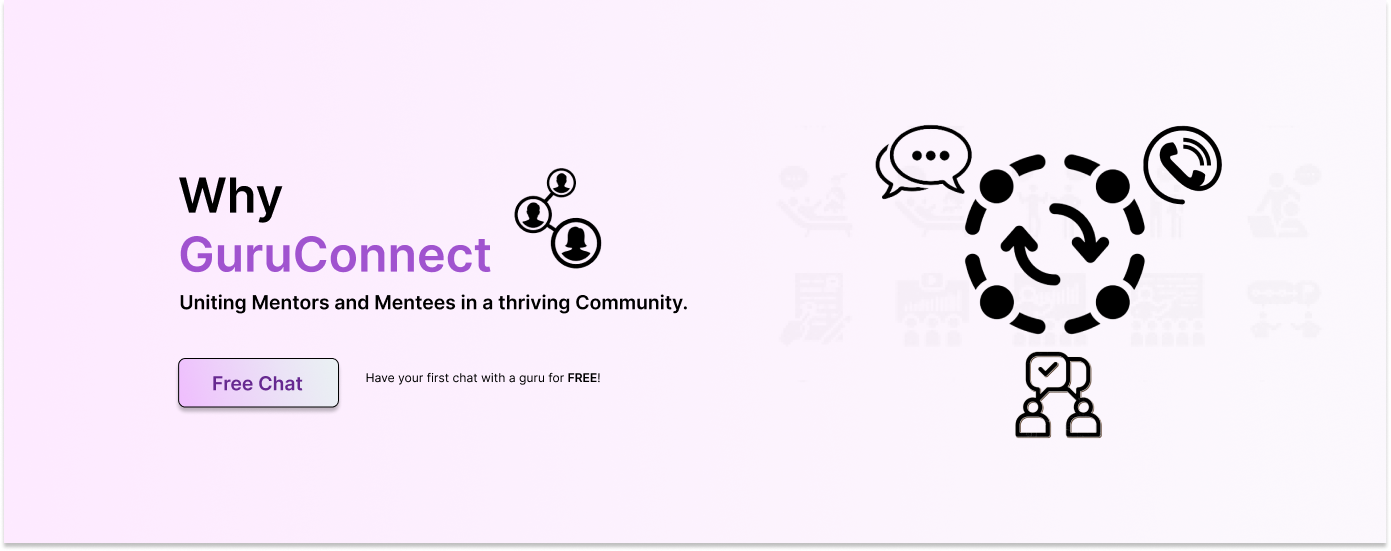 Why
GuruConnect
Uniting Mentors and Mentees in a thriving Community.
Free Chat
Have your first chat with a guru for FREE!